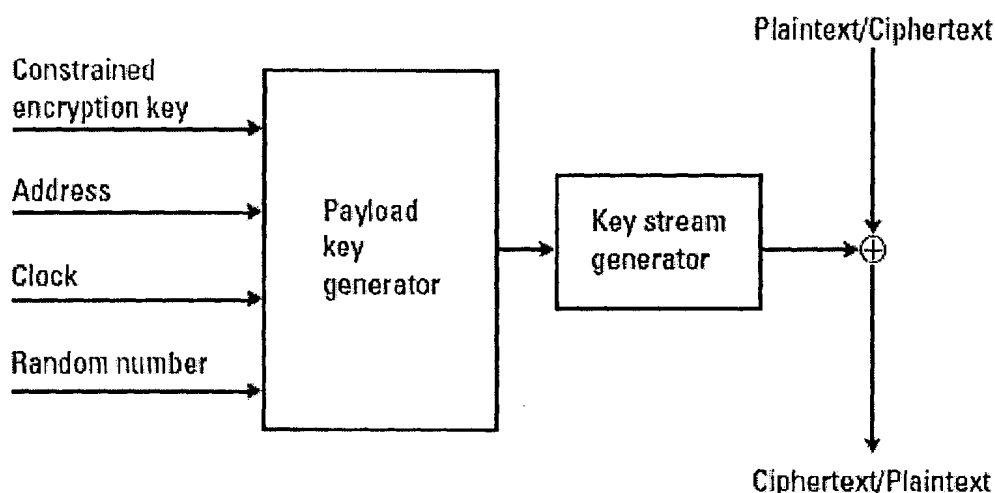 Plaintext/Ciphertext
Constrained
encryption key
Address
Clock
Random number
Payload
key
generator
Key stream
generator
Ciphertext/Plaintext